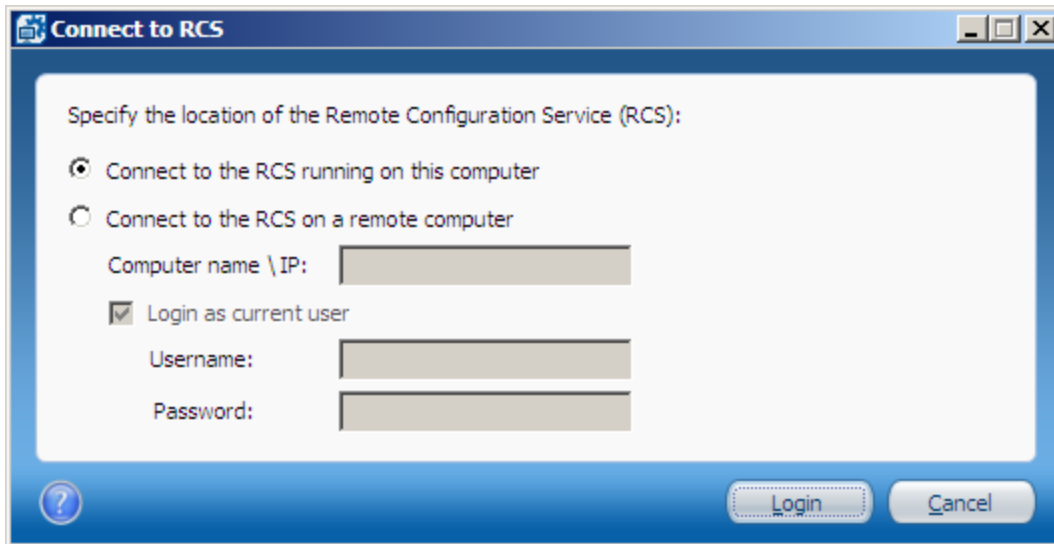 Connect to RCS
Specify the location of the Remote Configuration Service (RCS):
Connect to the RCS running on this computer
Connect to the RCS on a remote computer
Computer name \ IP:
Login as current user
Username:
Password:
?
Login Cancel